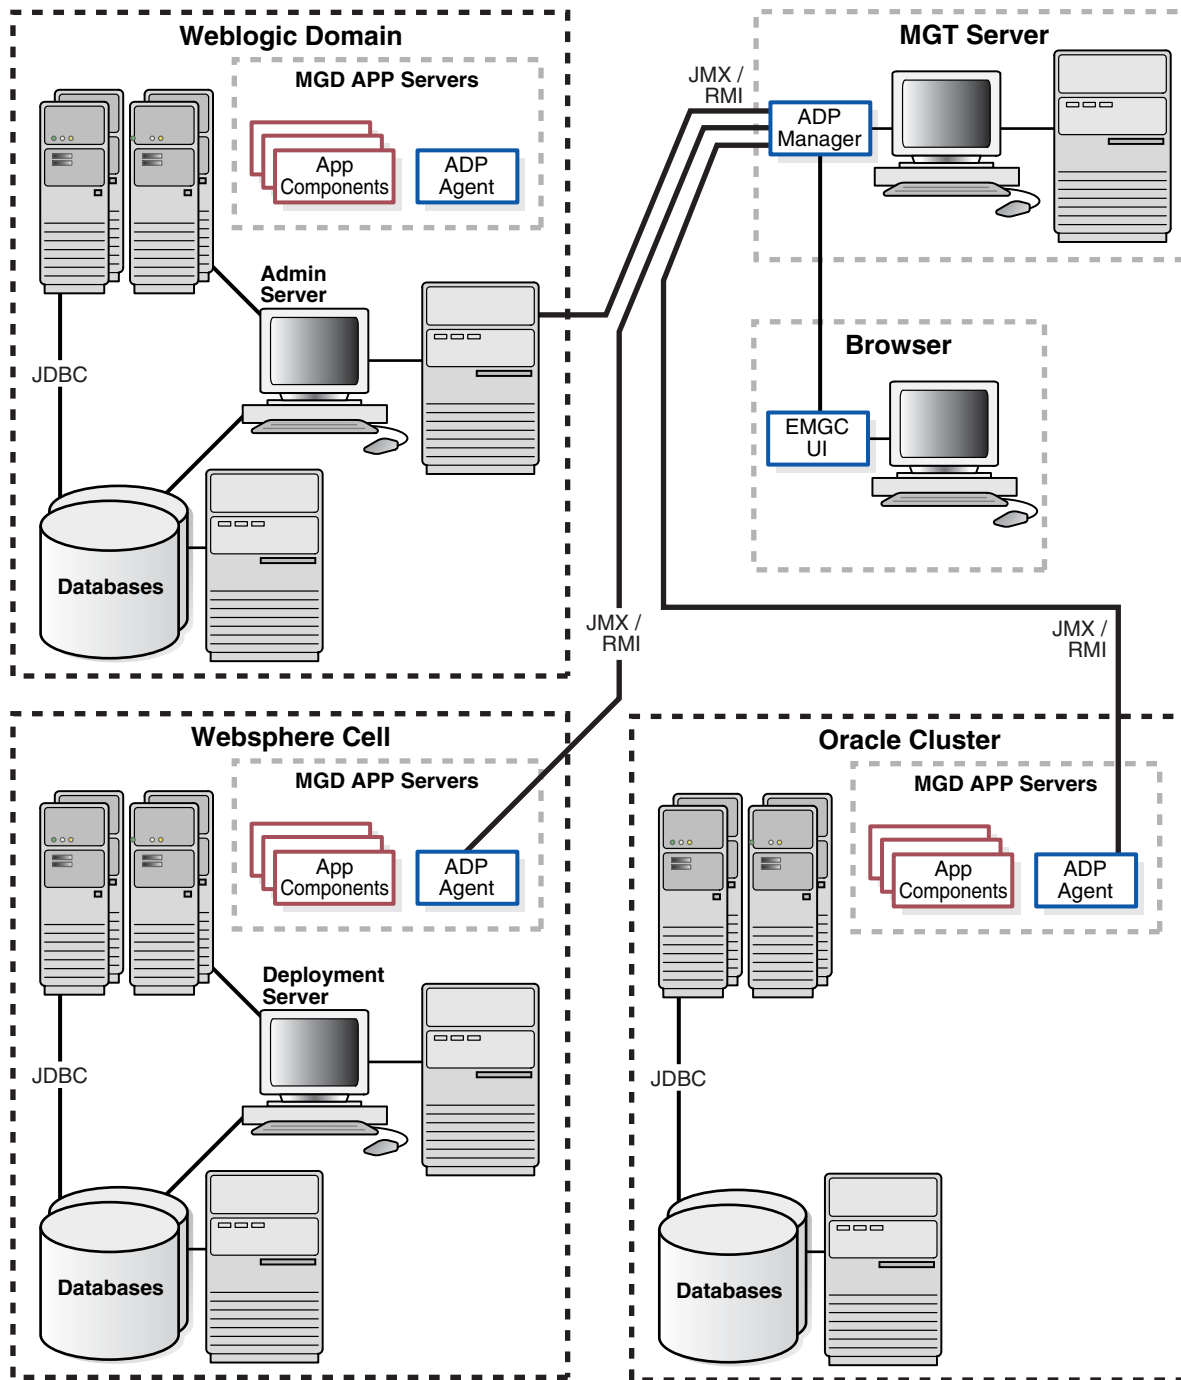 Weblogic Domain
MGD APP Servers
App
Components
ADP
Agent
Admin
Server
JDBC
Databases
JMX /
RMI
MGT Server
ADP
Manager
Browser
EMGC
UI
JMX /
RMI
JMX /
RMI
Websphere Cell
MGD APP Servers
App
Components
ADP
Agent
Deployment
Server
JDBC
Databases
Oracle Cluster
MGD APP Servers
App
Components
ADP
Agent
JDBC
Databases